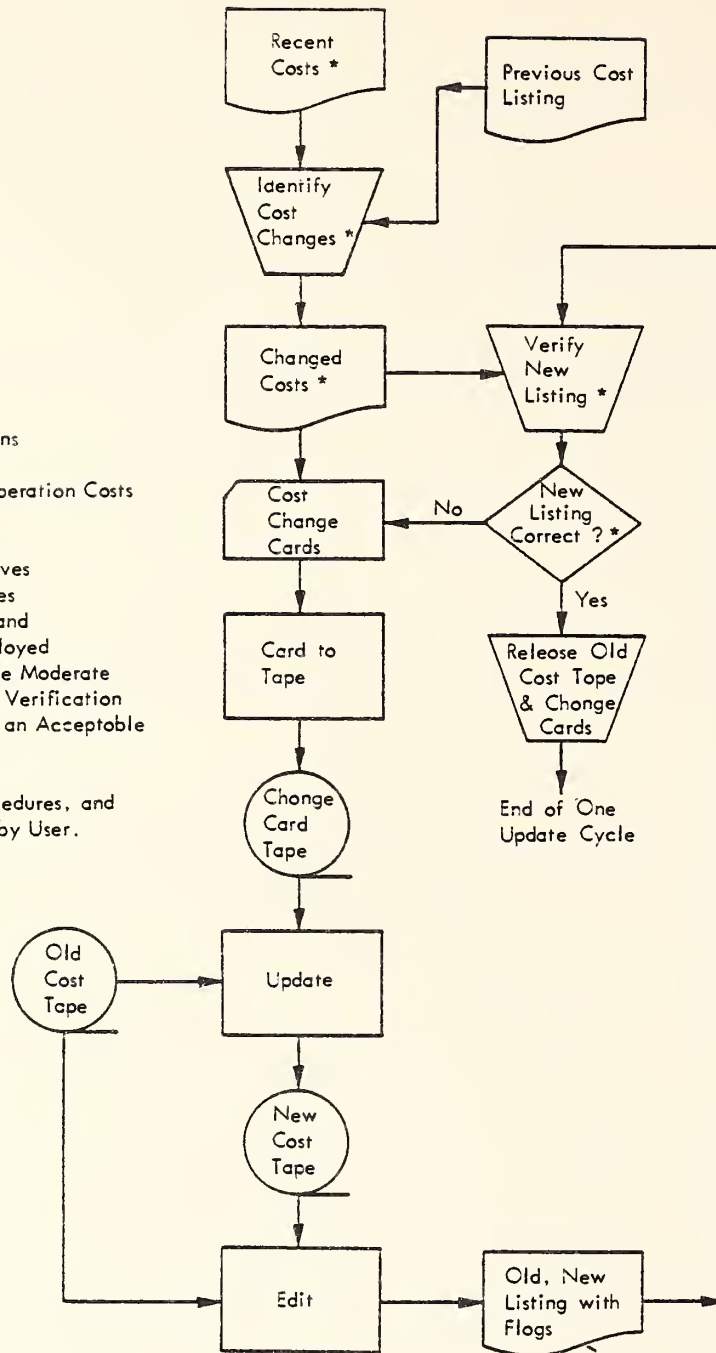 Recent
Costs *
Previous Cost
Listing
Identify
Cost
Changes *
Changed
Costs *
Verify
New
Listing *
ns
peration Costs
ves
es
and
loyed
e Moderate
Verification
an Acceptable
edures, and
by User.
Cost
Change
Cards
No
New
Listing
Correct ? *
Yes
Card to
Tape
Releose Old
Cost Tope
& Chonge
Cards
Chonge
Card
Tape
End of One
Update Cycle
Old
Cost
Tape
Update
New
Cost
Tape
Edit
Old, New
Listing with
Flogs